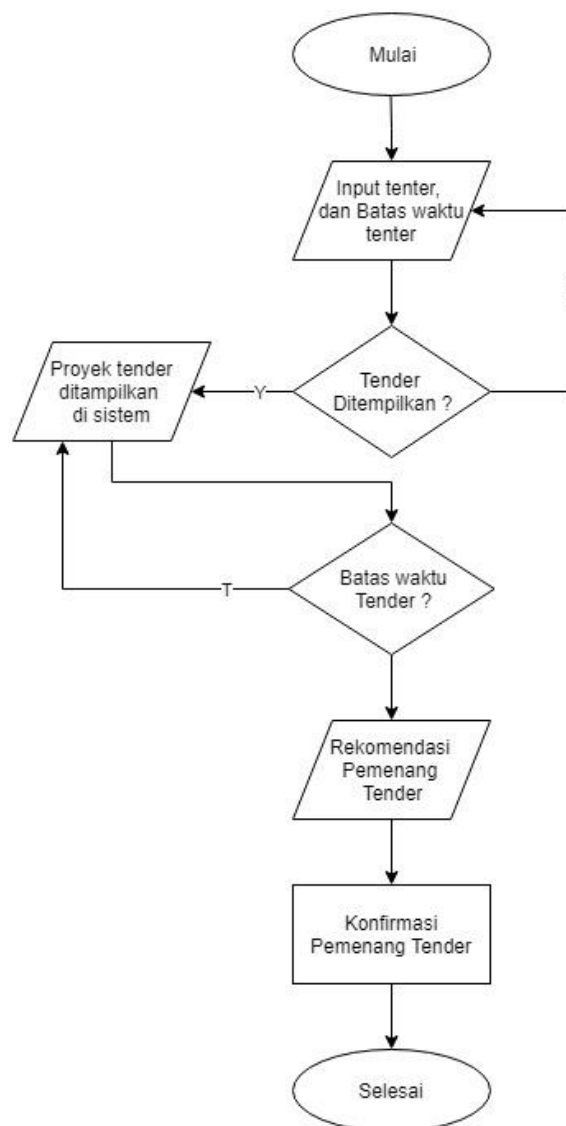 Mulai
Input tenter,
dan Batas waktu
tenter
Tender
Ditempilkan ?
Y
Proyek tender
ditampilkan
di sistem
Batas waktu
Tender ?
T
Rekomendasi
Pemenang
Tender
Konfirmasi
Pemenang Tender
Selesai